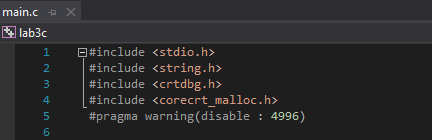 main.c
lab3c
1 #include <stdio.h>
2 #include <string.h>
3 #include <crtdbg.h>
4 #include <corecrt_malloc.h>
5 #pragma warning(disable : 4996)
6